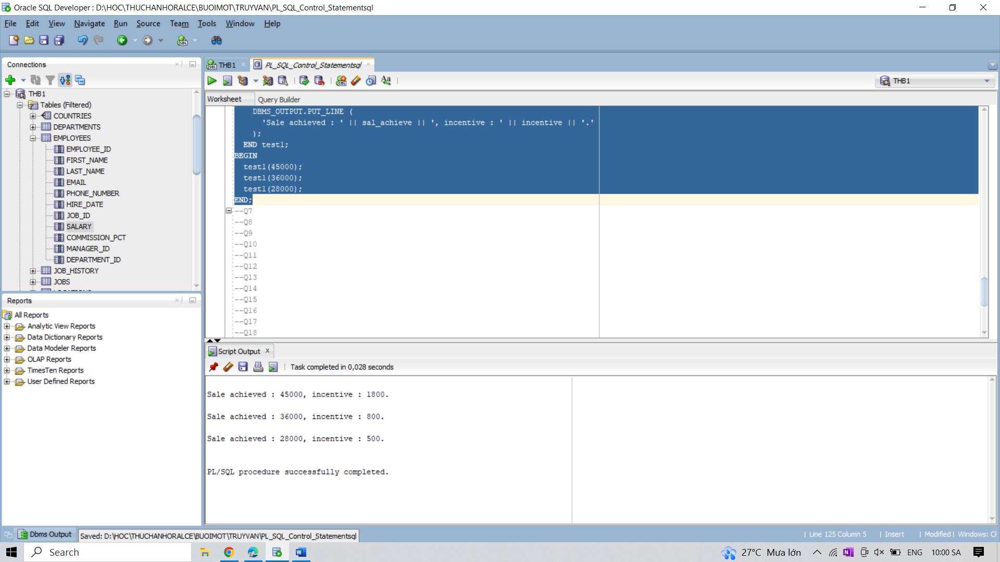 Oracle SQL Developer : D:\HOC\THUCHANHORALCE\BUOIMOT\TRUYVAN\PL_SQL_Control_Statementsql
File Edit View Navigate Run Source Team Tools Window Help
Connections
THB1
Tables (Filtered)
COUNTRIES
DEPARTMENTS
EMPLOYEES
EMPLOYEE_ID
FIRST_NAME
LAST_NAME
EMAIL
PHONE_NUMBER
HIRE_DATE
JOB_ID
SALARY
COMMISSION_PCT
MANAGER_ID
DEPARTMENT_ID
JOB_HISTORY
JOBS
Reports
All Reports
Analytic View Reports
Data Dictionary Reports
Data Modeler Reports
OLAP Reports
TimesTen Reports
User Defined Reports
THB1 PL_SQL_Control_Statementsql
THB1
Worksheet Query Builder
DBMS_OUTPUT.PUT_LINE (
'Sale achieved : ' || sal_achieve || ', incentive : ' || incentive || '.'
);
END test1;
BEGIN
test1(45000);
test1(36000);
test1(28000);
END;
--Q7
--Q8
--Q9
--Q10
--Q11
--Q12
--Q13
--Q14
--Q15
--Q16
--Q17
--Q18
Script Output
Task completed in 0,028 seconds
Sale achieved : 45000, incentive : 1800.
Sale achieved : 36000, incentive : 800.
Sale achieved : 28000, incentive : 500.
PL/SQL procedure successfully completed.
Dbms Output
Saved: D:\HOC\THUCHANHORALCE\BUOIMOT\TRUYVAN\PL_SQL_Control_Statementsql
| Line 125 Column 5 | Insert | Modified | Windows:
Search
27°C Mưa lớn ENG 10:00 SA